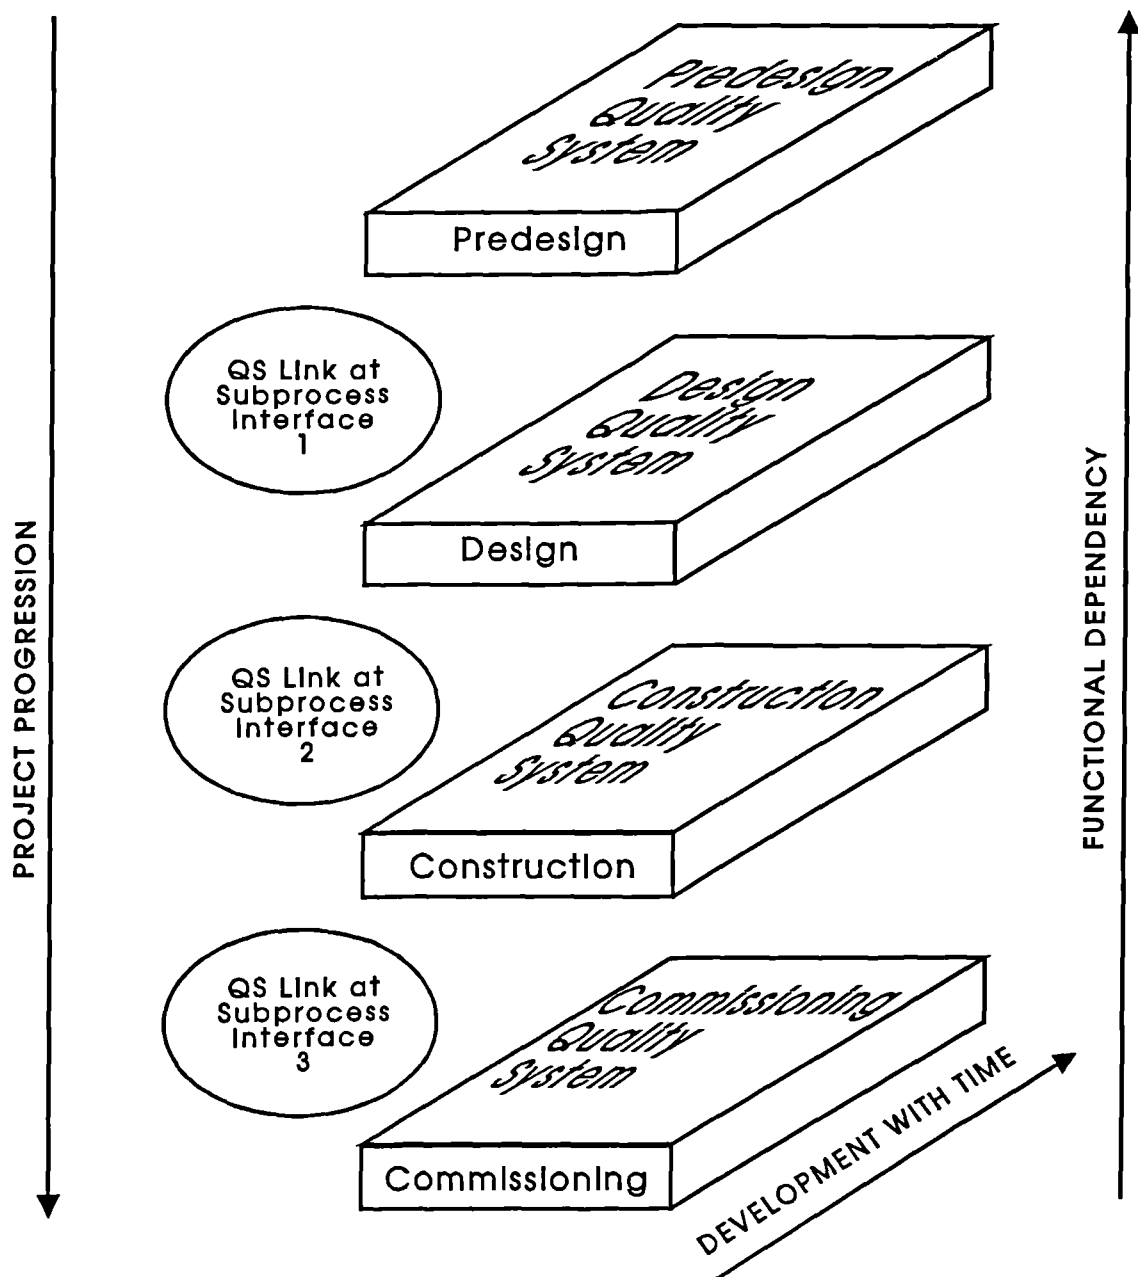 Predesign
Quality
System
Predesign
QS Link at
Subprocess
Interface
1
Design
Quality
System
Design
QS Link at
Subprocess
Interface
2
Construction
Quality
System
Construction
QS Link at
Subprocess
Interface
3
Commissioning
Quality
System
Commissioning
PROJECT PROGRESSION
FUNCTIONAL DEPENDENCY
DEVELOPMENT WITH TIME